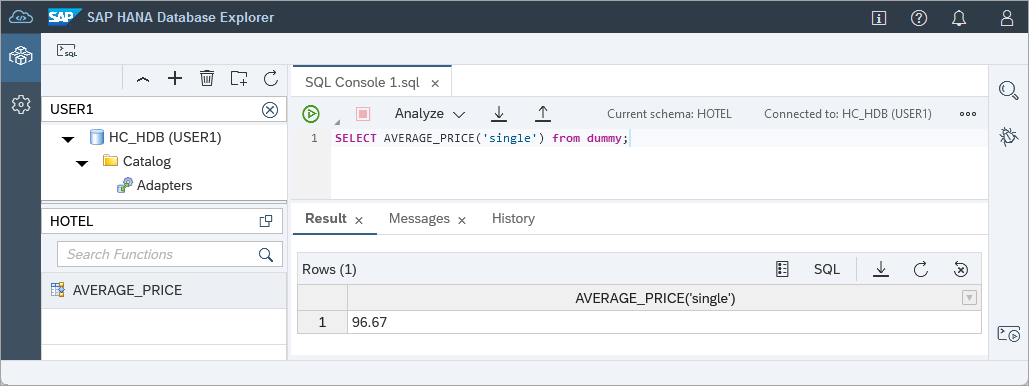 SAP SAP HANA Database Explorer
SQL
USER1
HC_HDB (USER1)
Catalog
Adapters
HOTEL
Search Functions
AVERAGE_PRICE
SQL Console 1.sql
Analyze Current schema: HOTEL Connected to: HC_HDB (USER1)
1 SELECT AVERAGE_PRICE('single') from dummy;
Result Messages History
Rows (1) SQL
AVERAGE_PRICE('single')
1 96.67